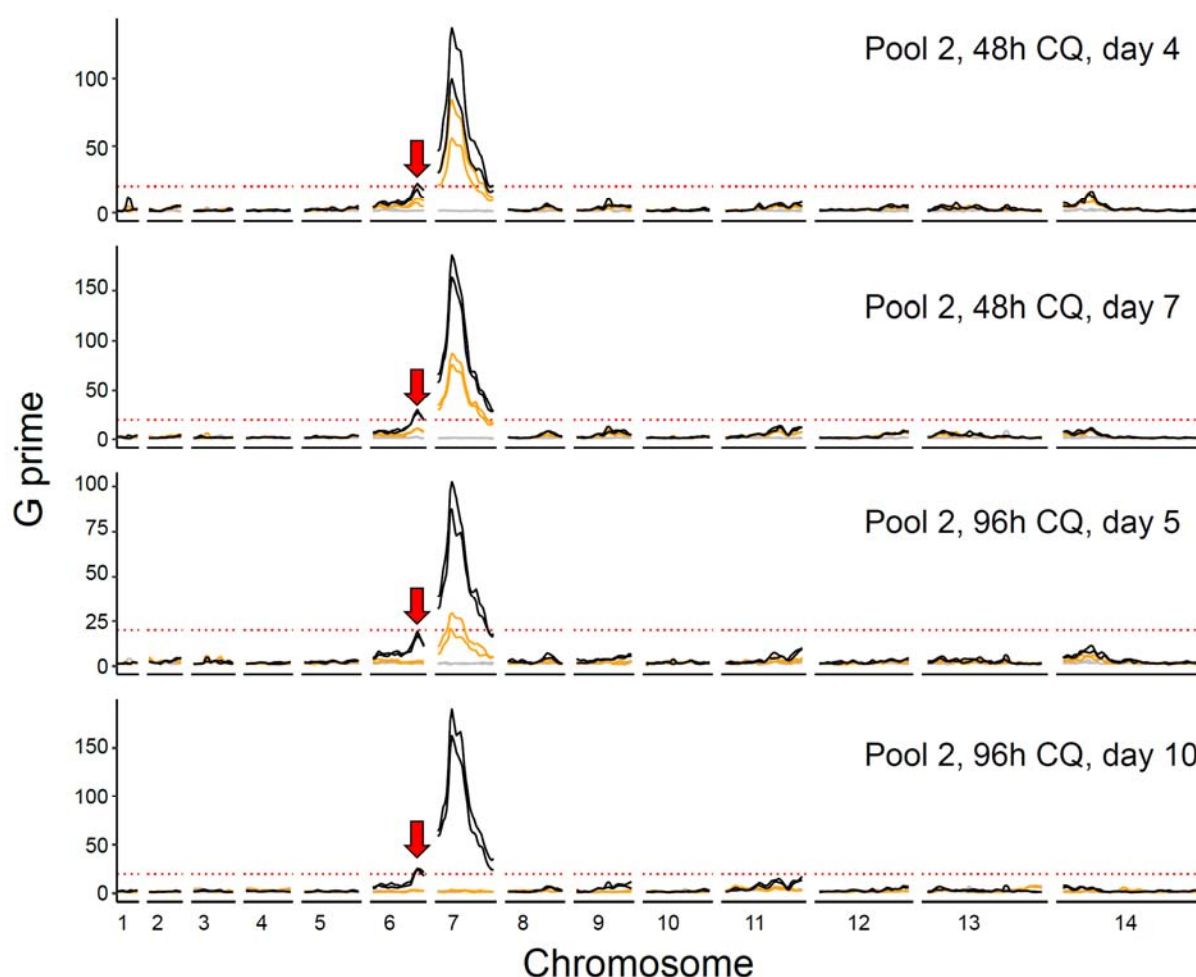 Pool 2, 48h CQ, day 4
100
50
0
Pool 2, 48h CQ, day 7
150
100
50
0
G prime
Pool 2, 96h CQ, day 5
100
75
50
25
0
Pool 2, 96h CQ, day 10
150
100
50
0
1 2 3 4 5 6 7 8 9 10 11 12 13 14
Chromosome